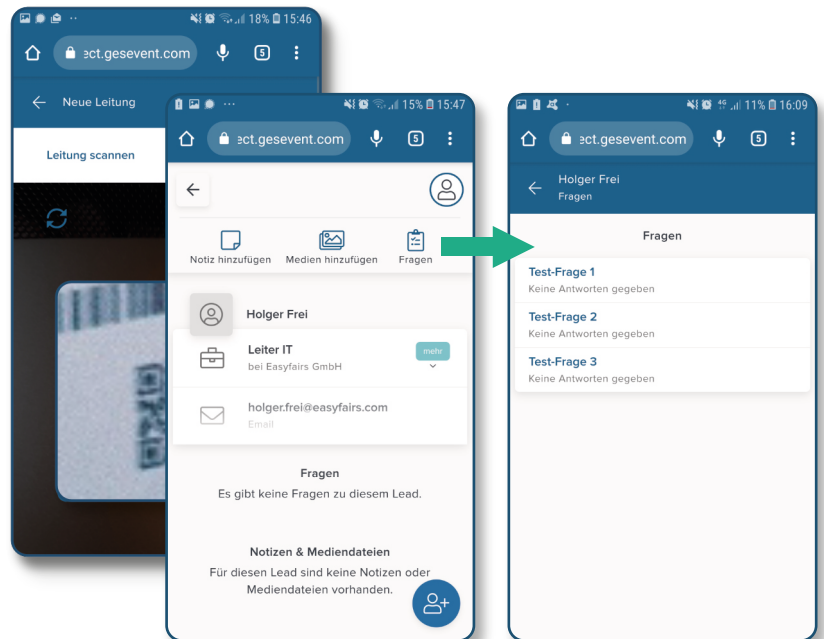 18% 15:46
ect.gesevent.com
5
Neue Leitung
Leitung scannen
15% 15:47
ect.gesevent.com
5
Notiz hinzufügen
Medien hinzufügen
Fragen
Holger Frei
Leiter IT
bei Easyfairs GmbH
mehr
holger.frei@easyfairs.com
Email
Fragen
Es gibt keine Fragen zu diesem Lead.
Notizen & Mediendateien
Für diesen Lead sind keine Notizen oder
Mediendateien vorhanden.
4G 11% 16:09
ect.gesevent.com
5
Holger Frei
Fragen
Fragen
Test-Frage 1
Keine Antworten gegeben
Test-Frage 2
Keine Antworten gegeben
Test-Frage 3
Keine Antworten gegeben